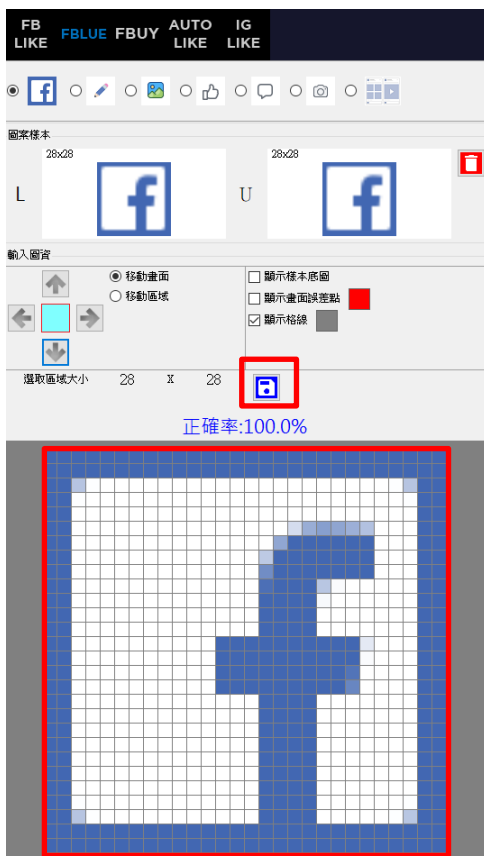 FB LIKE FBLUE FBUY AUTO LIKE IG LIKE
圖案樣本
28x28 28x28
L U
輸入圖資
移動畫面 顯示樣本底圖
移動區域 顯示畫面誤差點
顯示格線
選取區域大小 28 X 28
正確率:100.0%